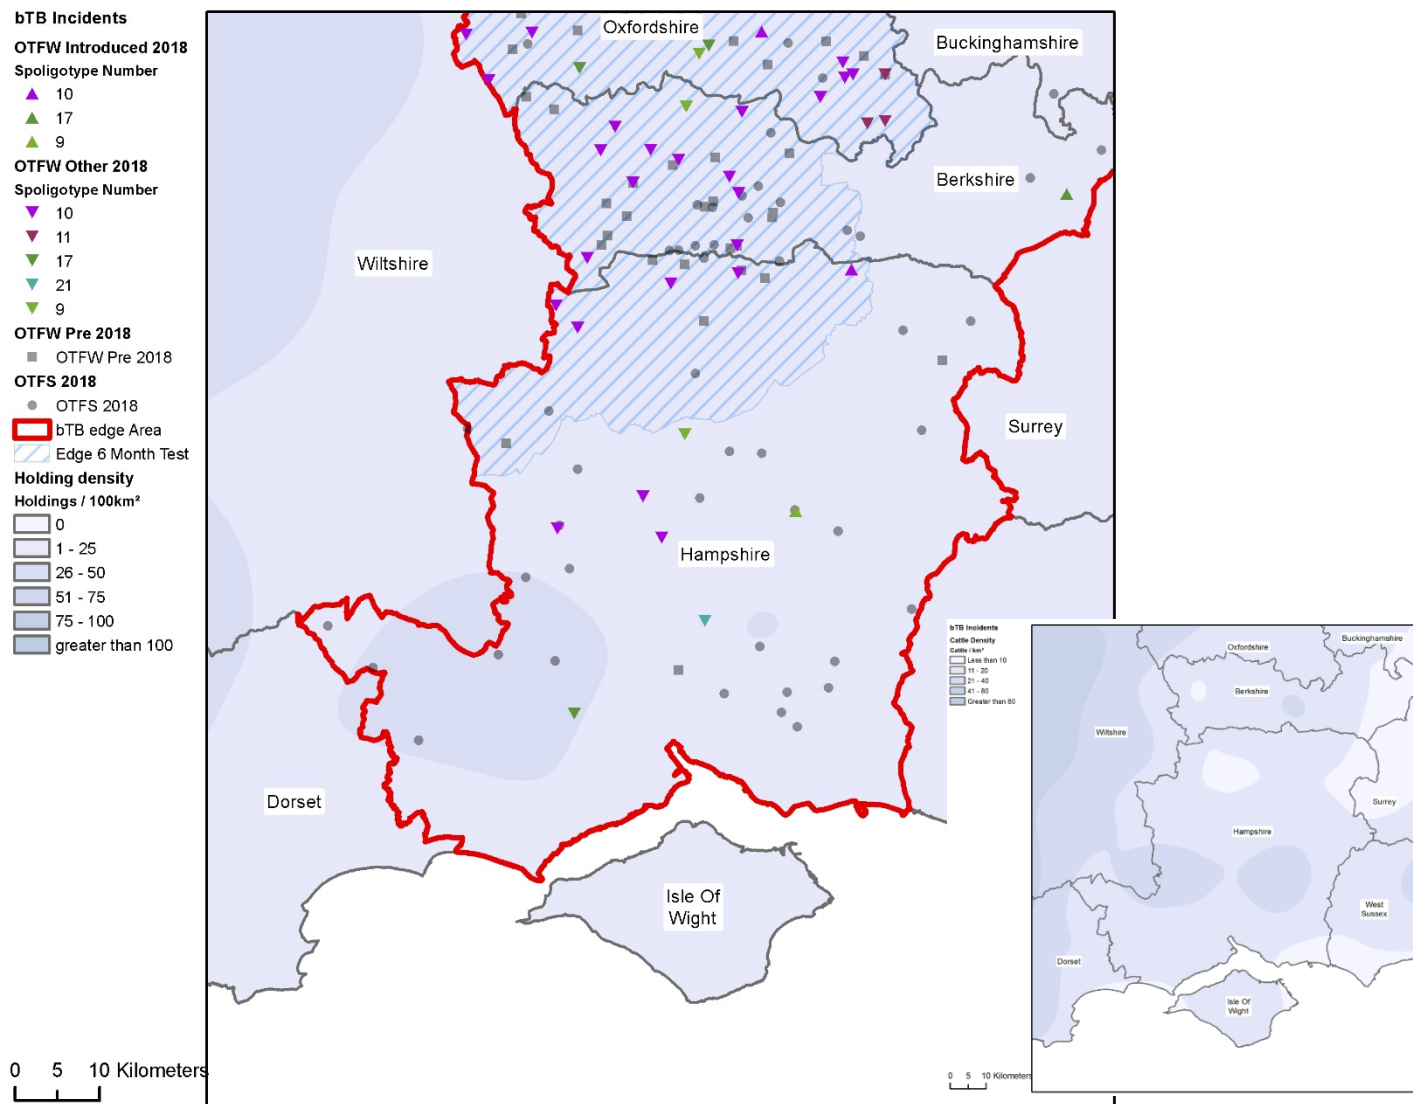 bTB Incidents
OTFW Introduced 2018
Spoligotype Number
10
17
9
OTFW Other 2018
Spoligotype Number
10
11
17
21
9
OTFW Pre 2018
OTFW Pre 2018
OTFS 2018
OTFS 2018
bTB edge Area
Edge 6 Month Test
Holding density
Holdings / 100km²
0
1 - 25
26 - 50
51 - 75
75 - 100
greater than 100
0 5 10 Kilometers
Oxfordshire
Buckinghamshire
Berkshire
Wiltshire
Surrey
Hampshire
Dorset
Isle Of
Wight
bTB Incidents
Cattle Density
Cattle / km²
Less than 10
11 - 20
21 - 40
41 - 80
Greater than 80
0 5 10 Kilometers
Oxfordshire
Buckinghamshire
Berkshire
Wiltshire
Surrey
Hampshire
West
Sussex
Dorset
Isle Of
Wight